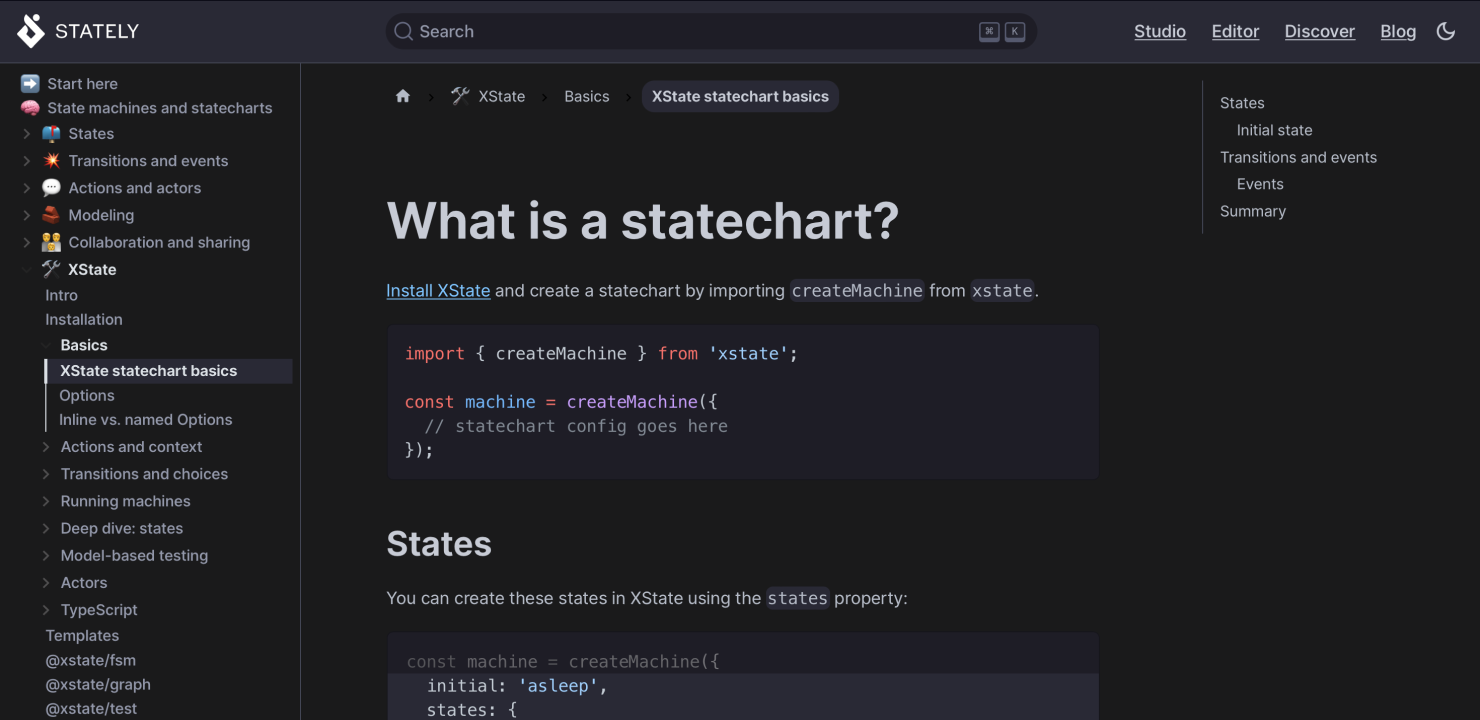 STATELY
Search
⌘ K
Studio
Editor
Discover
Blog
Start here
State machines and statecharts
States
Transitions and events
Actions and actors
Modeling
Collaboration and sharing
XState
Intro
Installation
Basics
XState statechart basics
Options
Inline vs. named Options
Actions and context
Transitions and choices
Running machines
Deep dive: states
Model-based testing
Actors
TypeScript
Templates
@xstate/fsm
@xstate/graph
@xstate/test
XState
Basics
XState statechart basics
What is a statechart?
Install XState and create a statechart by importing createMachine from xstate.
import { createMachine } from 'xstate';
const machine = createMachine({
// statechart config goes here
});
States
You can create these states in XState using the states property:
const machine = createMachine({
initial: 'asleep',
states: {
States
Initial state
Transitions and events
Events
Summary